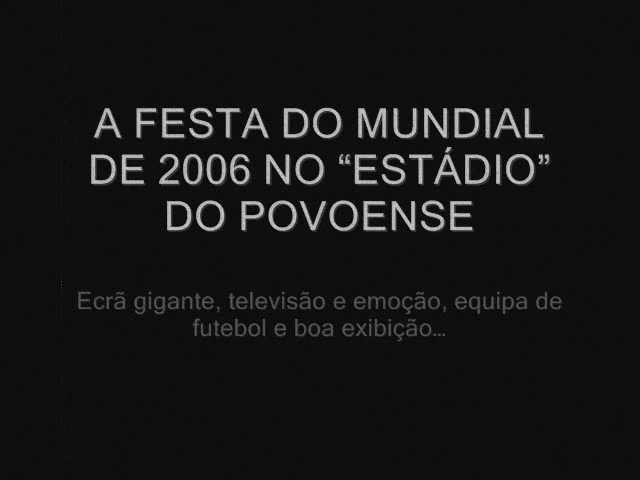 A FESTA DO MUNDIAL
DE 2006 NO “ESTÁDIO”
DO POVOENSE
Ecrã gigante, televisão e emoção, equipa de
futebol e boa exibição...